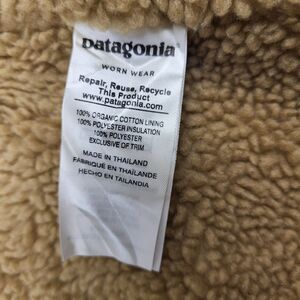 patagonia
WORN WEAR
Repair, Reuse, Recycle
This Product
www.patagonia.com
100% ORGANIC COTTON LINING
100% POLYESTER INSULATION
100% POLYESTER
EXCLUSIVE OF TRIM
MADE IN THAILAND
FABRIQUÉ EN THAÏLANDE
HECHO EN TAILANDIA